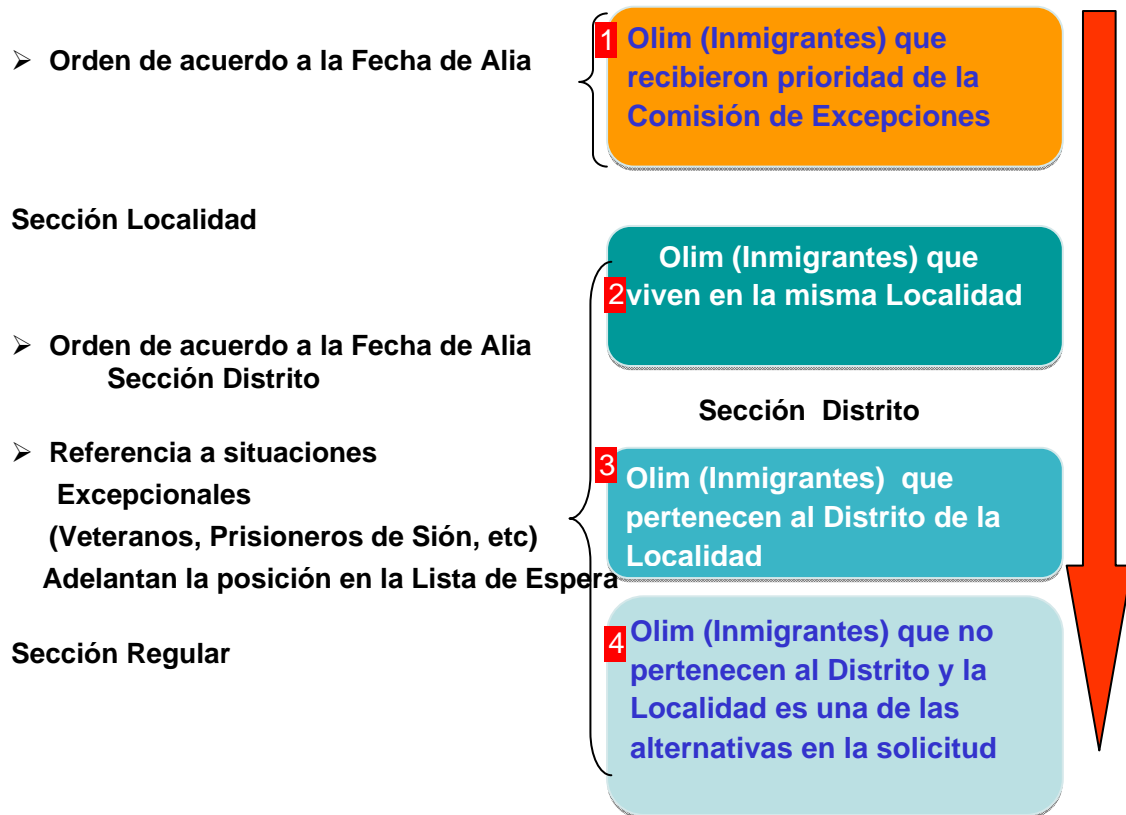 ➢ Orden de acuerdo a la Fecha de Alia
1 Olim (Inmigrantes) que
recibieron prioridad de la
Comisión de Excepciones
Sección Localidad
2 Olim (Inmigrantes) que
viven en la misma Localidad
➢ Orden de acuerdo a la Fecha de Alia
Sección Distrito
Sección Distrito
➢ Referencia a situaciones
Excepcionales
(Veteranos, Prisioneros de Sión, etc)
Adelantan la posición en la Lista de Espera
3 Olim (Inmigrantes) que
pertenecen al Distrito de la
Localidad
Sección Regular
4 Olim (Inmigrantes) que no
pertenecen al Distrito y la
Localidad es una de las
alternativas en la solicitud